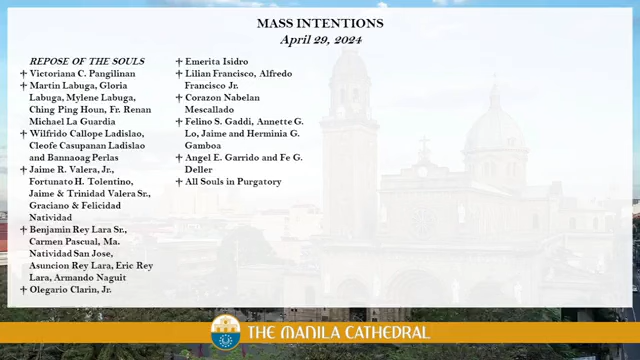 MASS INTENTIONS
April 29, 2024
REPOSE OF THE SOULS
✝ Victoriana C. Pangilinan
✝ Martin Labuga, Gloria
Labuga, Mylene Labuga,
Ching Ping Houn, Fr. Renan
Michael La Guardia
✝ Wilfrido Callope Ladislao,
Cleofe Casupanan Ladislao
and Bannaoag Perlas
✝ Jaime R. Valera, Jr.,
Fortunato H. Tolentino,
Jaime & Trinidad Valera Sr.,
Graciano & Felicidad
Natividad
✝ Benjamin Rey Lara Sr.,
Carmen Pascual, Ma.
Natividad San Jose,
Asuncion Rey Lara, Eric Rey
Lara, Armando Naguit
✝ Olegario Clarin, Jr.
✝ Emerita Isidro
✝ Lilian Francisco, Alfredo
Francisco Jr.
✝ Corazon Nabelan
Mescallado
✝ Felino S. Gaddi, Annette G.
Lo, Jaime and Herminia G.
Gamboa
✝ Angel E. Garrido and Fe G.
Deller
✝ All Souls in Purgatory
THE MANILA CATHEDRAL